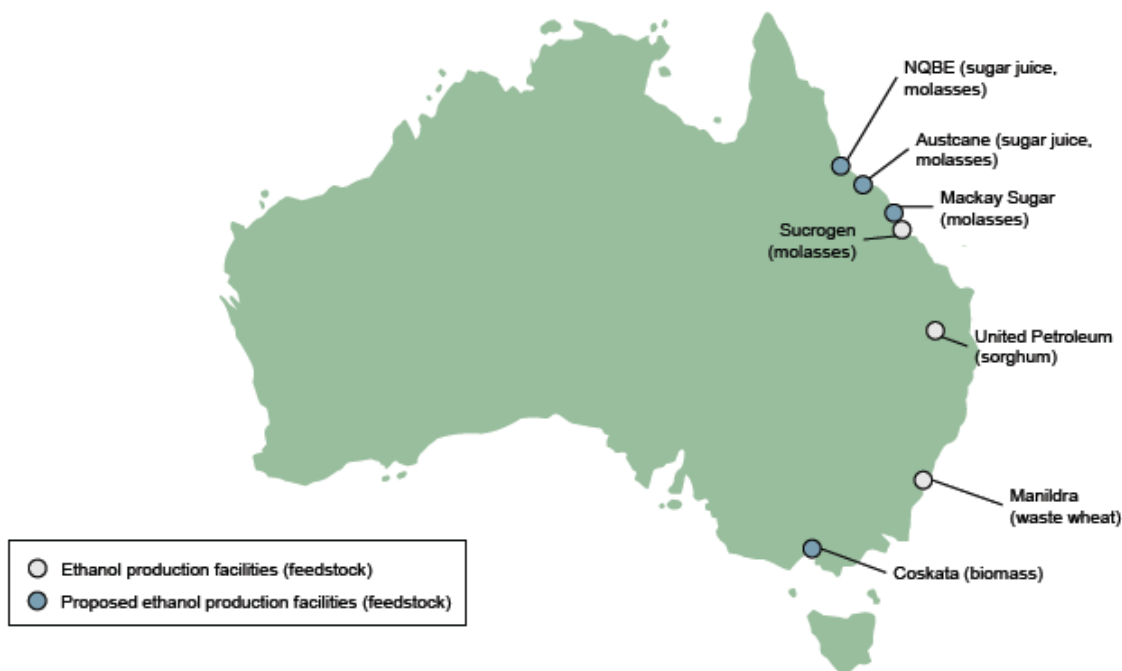 NQBE (sugar juice,
molasses)
Austcane (sugar juice,
molasses)
Mackay Sugar
(molasses)
Sucrogen
(molasses)
United Petroleum
(sorghum)
Manildra
(waste wheat)
Coskata (biomass)
Ethanol production facilities (feedstock)
Proposed ethanol production facilities (feedstock)